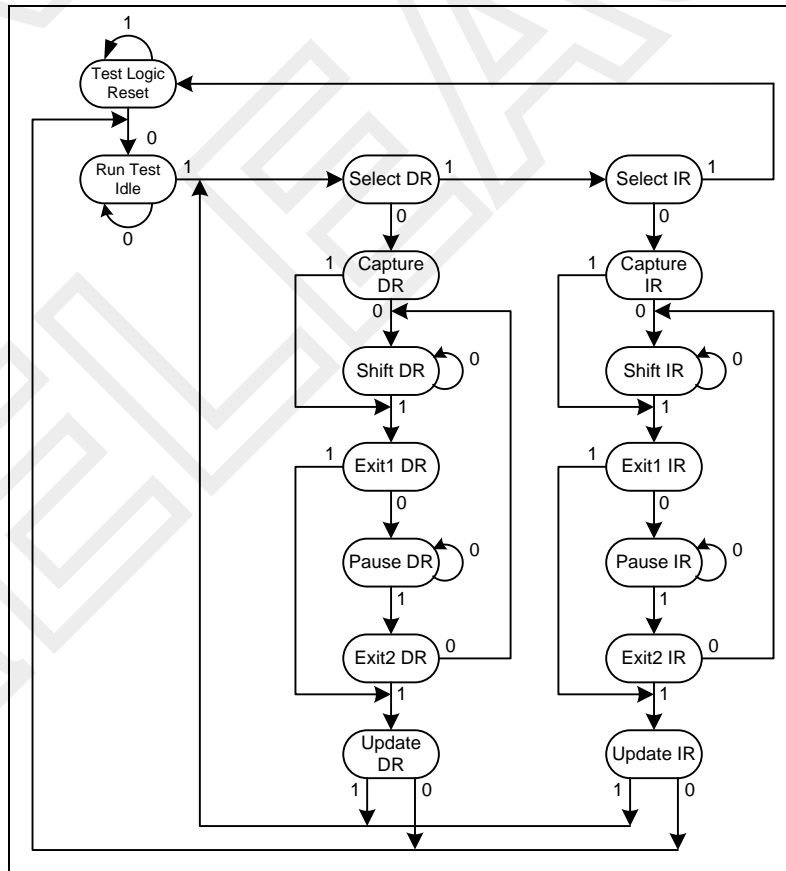 1
Test Logic
Reset
0
Run Test
Idle
1
0
Select DR
1
0
Select IR
1
0
Capture
DR
1
0
Capture
IR
1
0
Shift DR
0
1
Shift IR
0
1
Exit1 DR
1
0
Exit1 IR
1
0
Pause DR
0
1
Pause IR
0
1
Exit2 DR
0
1
Exit2 IR
0
1
Update
DR
1
0
Update IR
1
0